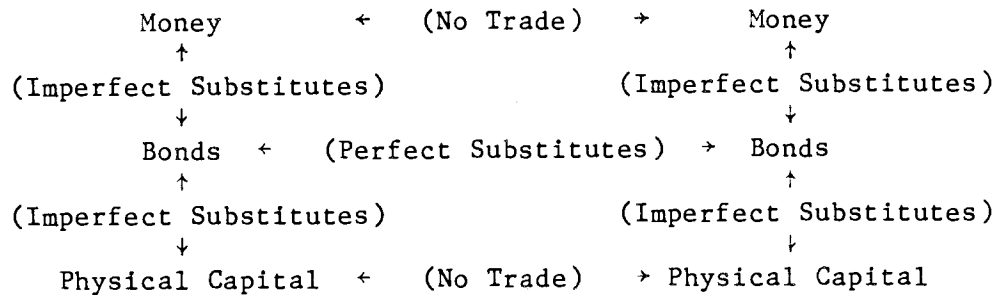 Money ← (No Trade) → Money
↑ ↑
(Imperfect Substitutes) (Imperfect Substitutes)
↓ ↓
Bonds ← (Perfect Substitutes) → Bonds
↑ ↑
(Imperfect Substitutes) (Imperfect Substitutes)
↓ ↓
Physical Capital ← (No Trade) → Physical Capital